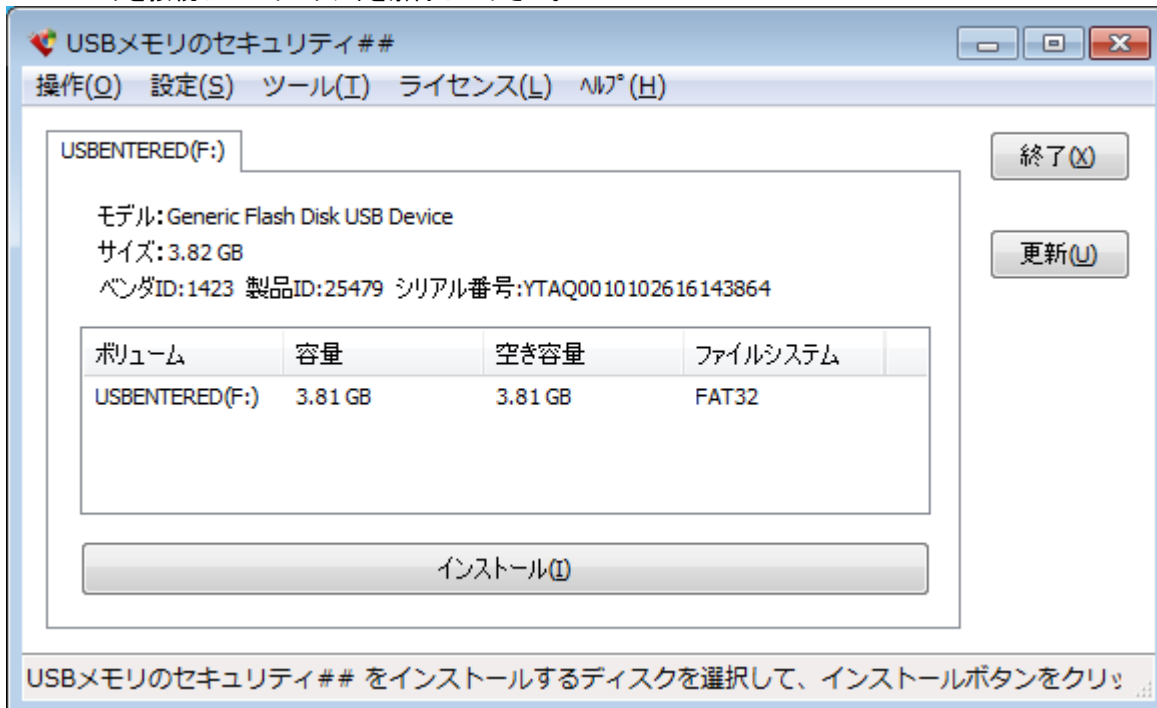 USBメモリのセキュリティ##
操作(O) 設定(S) ツール(T) ライセンス(L) ﾍﾙﾌﾟ(H)
USBENTERED(F:)
終了(X)
モデル:Generic Flash Disk USB Device
サイズ:3.82 GB
更新(U)
ベンダID:1423 製品ID:25479 シリアル番号:YTAQ0010102616143864
ボリューム 容量 空き容量 ファイルシステム
USBENTERED(F:) 3.81 GB 3.81 GB FAT32
インストール(I)
USBメモリのセキュリティ## をインストールするディスクを選択して、インストールボタンをクリッ